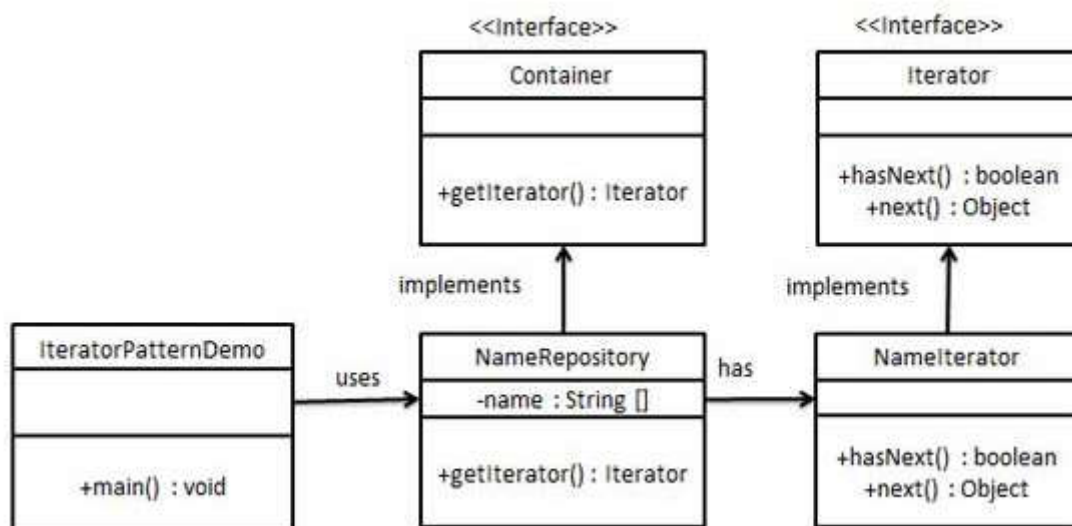 <<Interface>>
Container
+getIterator() : Iterator
<<Interface>>
Iterator
+hasNext() : boolean
+next() : Object
implements
implements
IteratorPatternDemo
+main() : void
uses
NameRepository
-name : String []
+getIterator() : Iterator
has
NameIterator
+hasNext() : boolean
+next() : Object